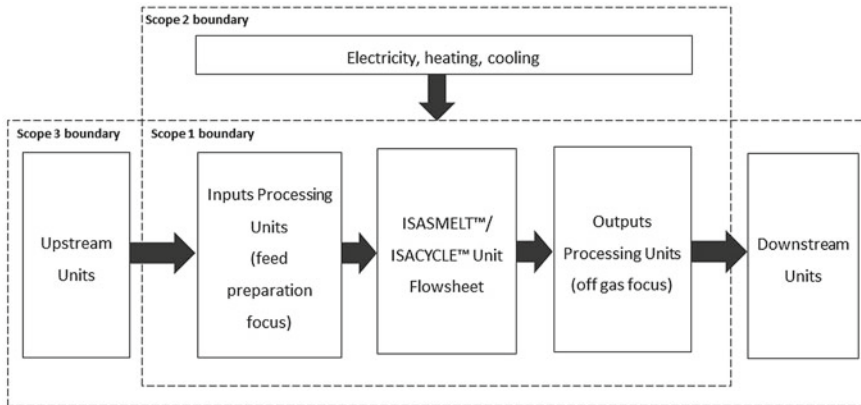 Scope 2 boundary
Electricity, heating, cooling
Scope 3 boundary
Scope 1 boundary
Upstream
Units
Inputs Processing
Units
(feed
preparation
focus)
ISASMELT™/
ISACYCLE™ Unit
Flowsheet
Outputs
Processing Units
(off gas focus)
Downstream
Units